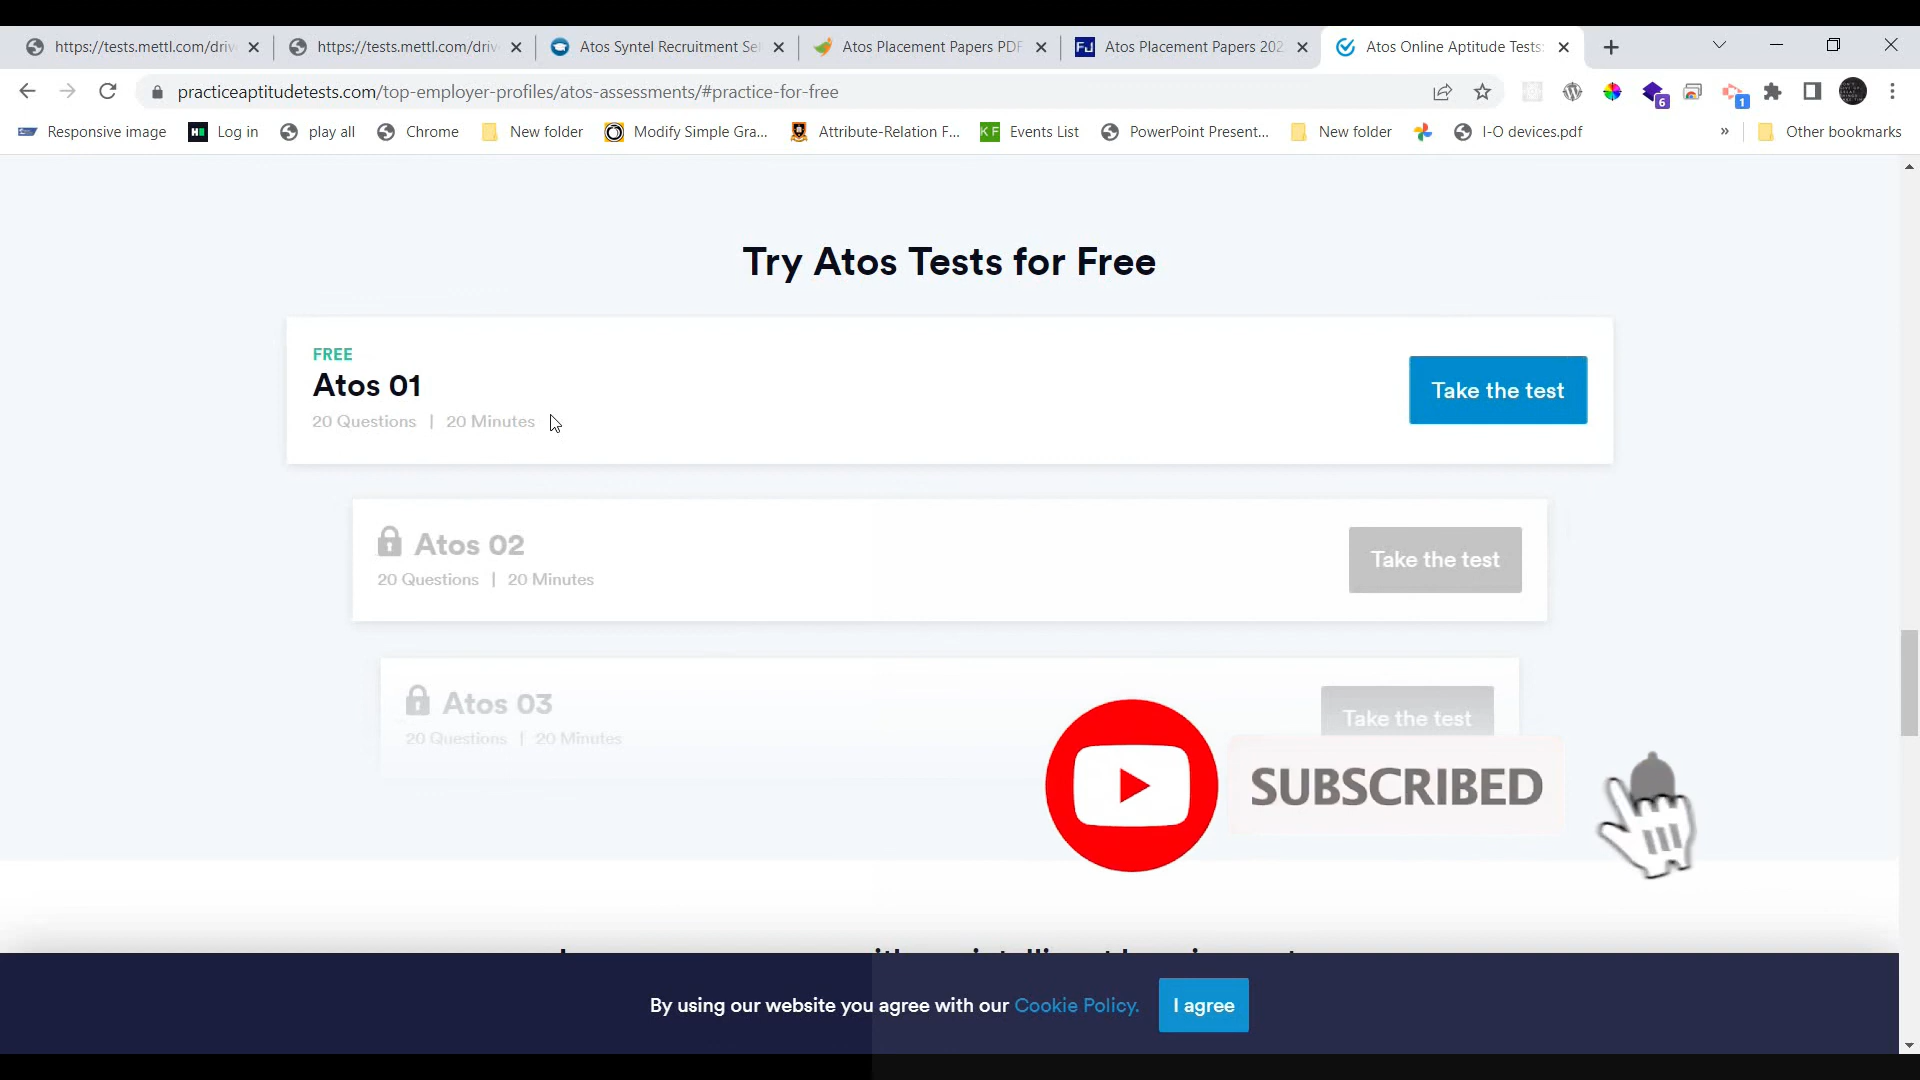 https://tests.mettl.com/driv
https://tests.mettl.com/driv
Atos Syntel Recruitment Sel
Atos Placement Papers PDF
Atos Placement Papers 202
Atos Online Aptitude Tests:
practiceaptitudetests.com/top-employer-profiles/atos-assessments/#practice-for-free
6
1
Responsive image
Log in
play all
Chrome
New folder
Modify Simple Gra...
Attribute-Relation F...
KF Events List
PowerPoint Present...
New folder
I-O devices.pdf
»
Other bookmarks
Try Atos Tests for Free
FREE
Atos 01
20 Questions | 20 Minutes
Take the test
Atos 02
20 Questions | 20 Minutes
Take the test
Atos 03
20 Questions | 20 Minutes
Take the test
SUBSCRIBED
By using our website you agree with our Cookie Policy.
I agree